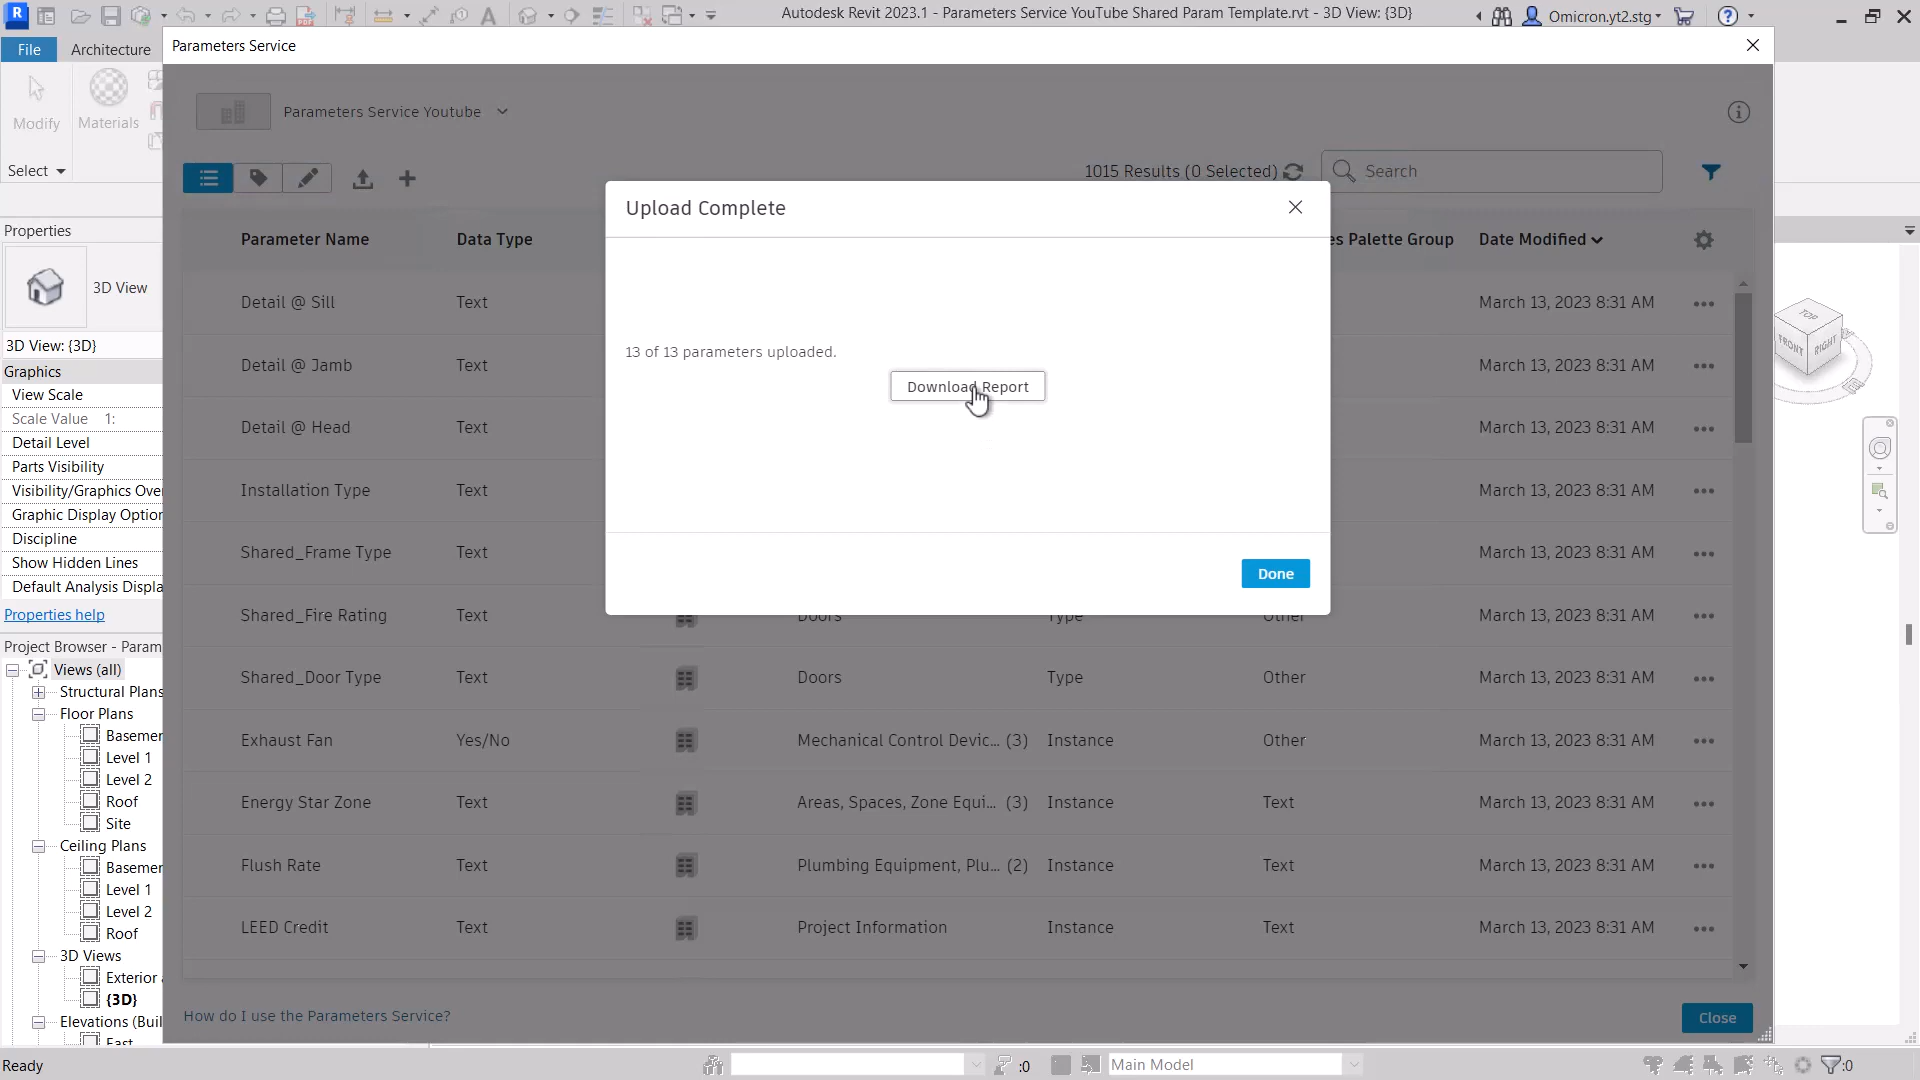 Autodesk Revit 2023.1 - Parameters Service YouTube Shared Param Template.rvt - 3D View: {3D}
Omicron.yt2.stg
File
Architecture
Modify
Materials
Select
Parameters Service
Parameters Service Youtube
1015 Results (0 Selected)
Search
Upload Complete
13 of 13 parameters uploaded.
Download Report
Done
Parameter Name Data Type es Palette Group Date Modified
Detail @ Sill Text March 13, 2023 8:31 AM
Detail @ Jamb Text March 13, 2023 8:31 AM
Detail @ Head Text March 13, 2023 8:31 AM
Installation Type Text March 13, 2023 8:31 AM
Shared_Frame Type Text March 13, 2023 8:31 AM
Shared_Fire Rating Text Doors Type Other March 13, 2023 8:31 AM
Shared_Door Type Text Doors Type Other March 13, 2023 8:31 AM
Exhaust Fan Yes/No Mechanical Control Devic... (3) Instance Other March 13, 2023 8:31 AM
Energy Star Zone Text Areas, Spaces, Zone Equi... (3) Instance Text March 13, 2023 8:31 AM
Flush Rate Text Plumbing Equipment, Plu... (2) Instance Text March 13, 2023 8:31 AM
LEED Credit Text Project Information Instance Text March 13, 2023 8:31 AM
How do I use the Parameters Service?
Close
Properties
3D View
3D View: {3D}
Graphics
View Scale
Scale Value 1:
Detail Level
Parts Visibility
Visibility/Graphics Over
Graphic Display Option
Discipline
Show Hidden Lines
Default Analysis Displa
Properties help
Project Browser - Param
Views (all)
Structural Plans
Floor Plans
Basemen
Level 1
Level 2
Roof
Site
Ceiling Plans
Basemen
Level 1
Level 2
Roof
3D Views
Exterior
{3D}
Elevations (Buil
East
TOP
FRONT
RIGHT
Ready
:0
Main Model
:0